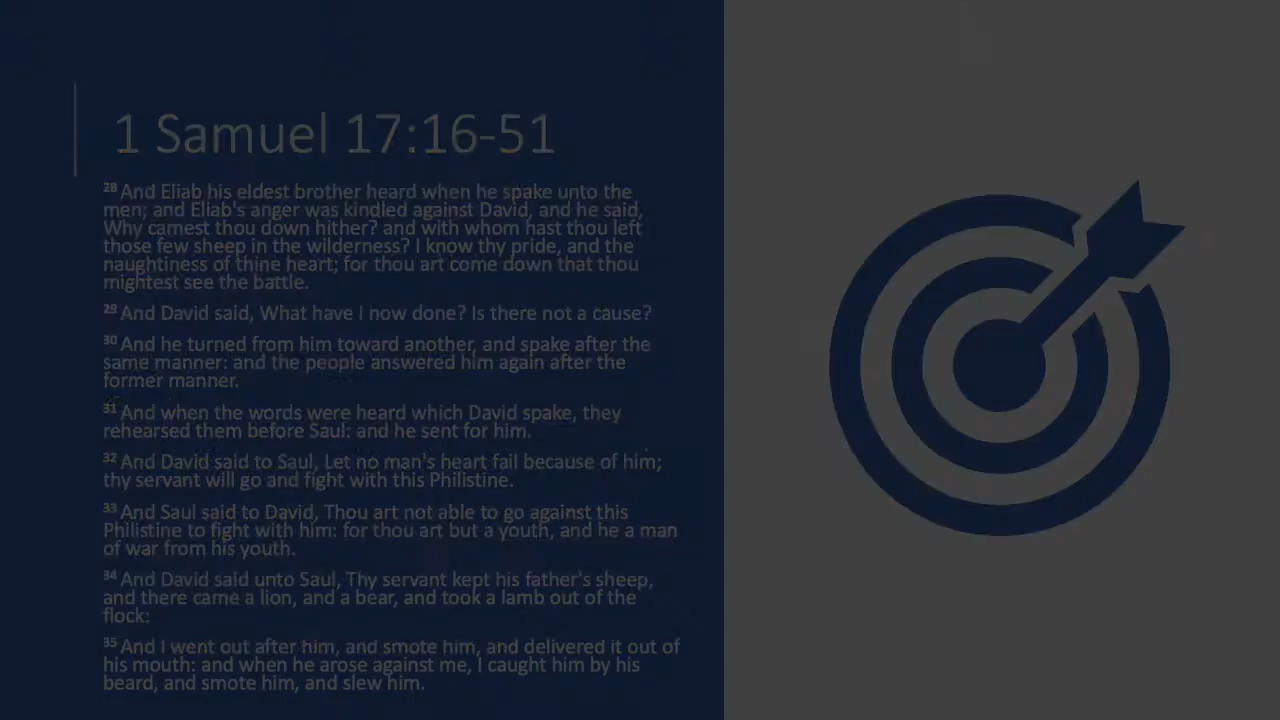 1 Samuel 17:16-51
28 And Eliab his eldest brother heard when he spake unto the
men; and Eliab's anger was kindled against David, and he said,
Why camest thou down hither? and with whom hast thou left
those few sheep in the wilderness? I know thy pride, and the
naughtiness of thine heart; for thou art come down that thou
mightest see the battle.
29 And David said, What have I now done? Is there not a cause?
30 And he turned from him toward another, and spake after the
same manner: and the people answered him again after the
former manner.
31 And when the words were heard which David spake, they
rehearsed them before Saul: and he sent for him.
32 And David said to Saul, Let no man's heart fail because of him;
thy servant will go and fight with this Philistine.
33 And Saul said to David, Thou art not able to go against this
Philistine to fight with him: for thou art but a youth, and he a man
of war from his youth.
34 And David said unto Saul, Thy servant kept his father's sheep,
and there came a lion, and a bear, and took a lamb out of the
flock:
35 And I went out after him, and smote him, and delivered it out of
his mouth: and when he arose against me, I caught him by his
beard, and smote him, and slew him.